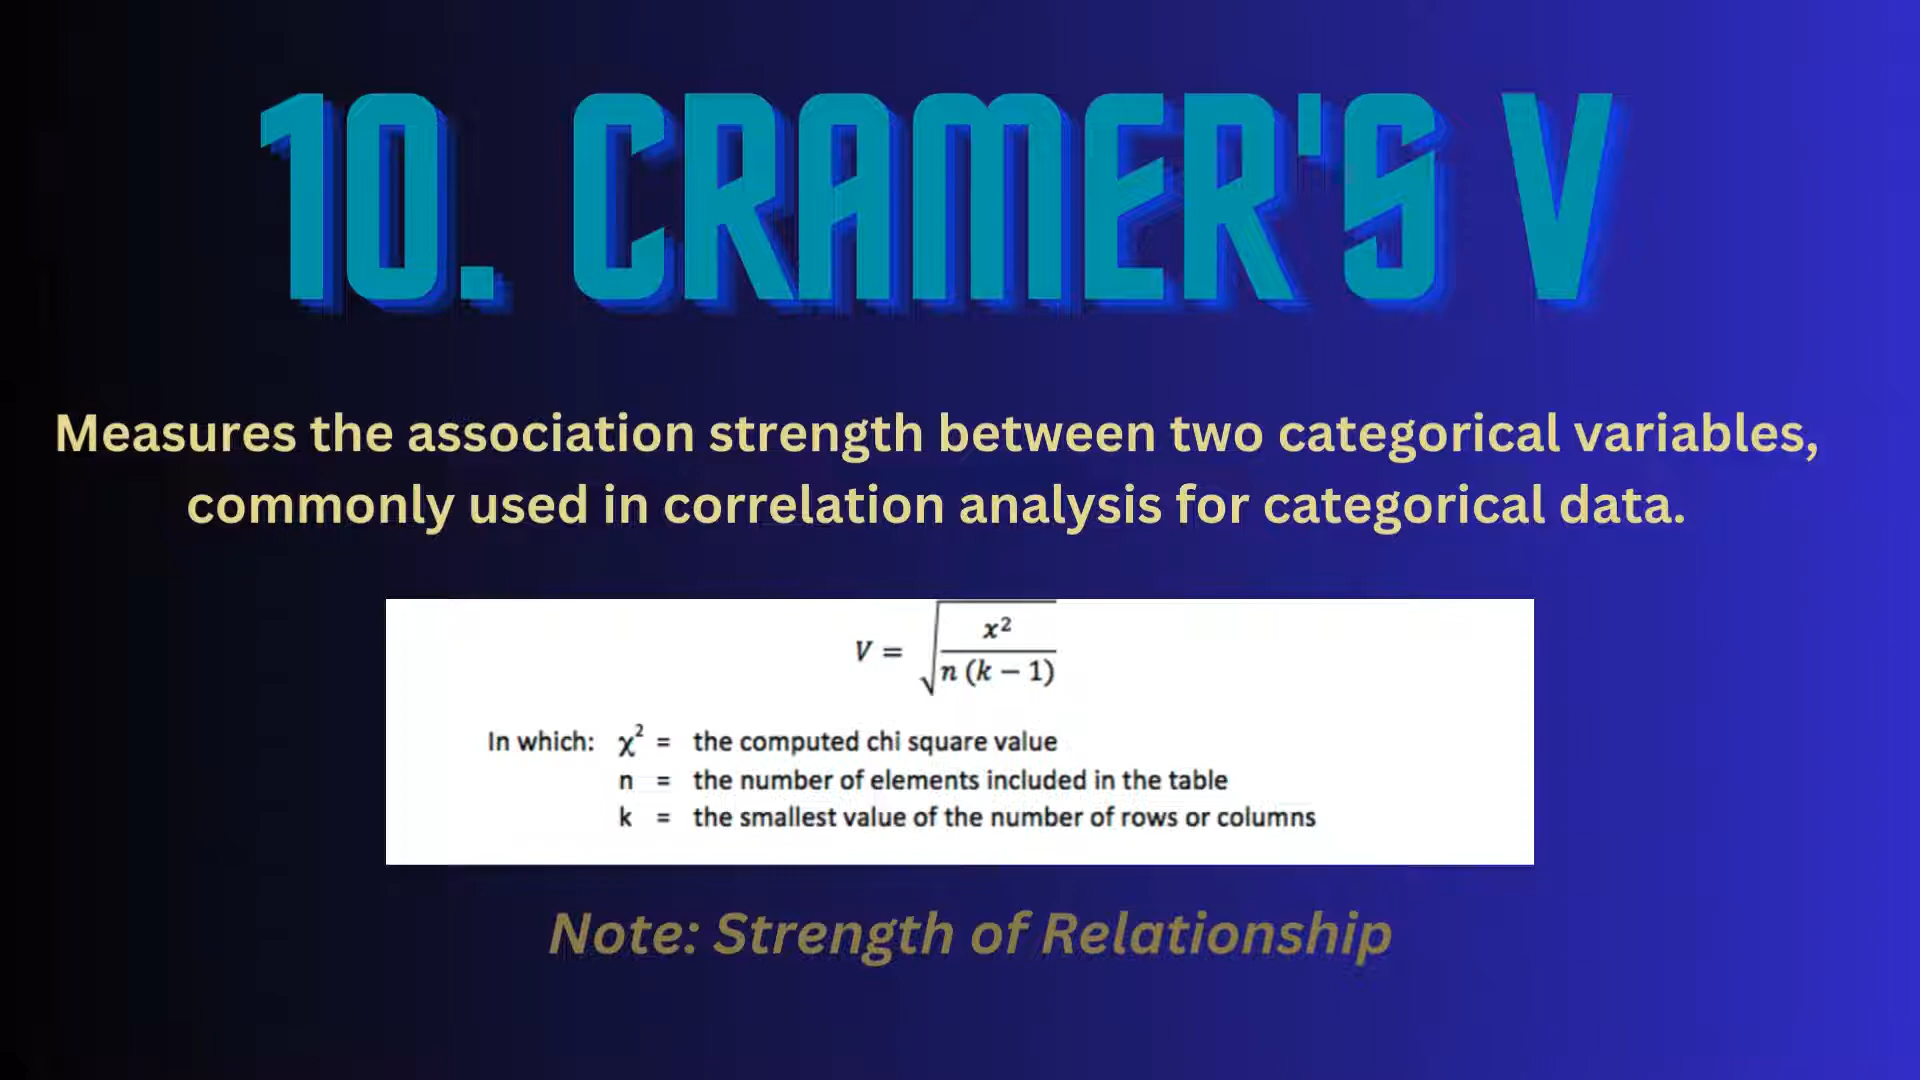 10. CRAMER'S V
Measures the association strength between two categorical variables,
commonly used in correlation analysis for categorical data.
V = √(x² / n (k − 1))
In which: χ² = the computed chi square value
n = the number of elements included in the table
k = the smallest value of the number of rows or columns
Note: Strength of Relationship